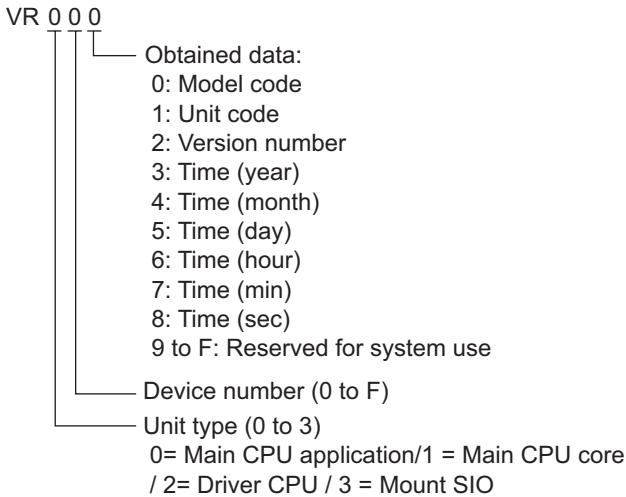 VR 0 0 0
Obtained data:
0: Model code
1: Unit code
2: Version number
3: Time (year)
4: Time (month)
5: Time (day)
6: Time (hour)
7: Time (min)
8: Time (sec)
9 to F: Reserved for system use
Device number (0 to F)
Unit type (0 to 3)
0= Main CPU application/1 = Main CPU core
/ 2= Driver CPU / 3 = Mount SIO